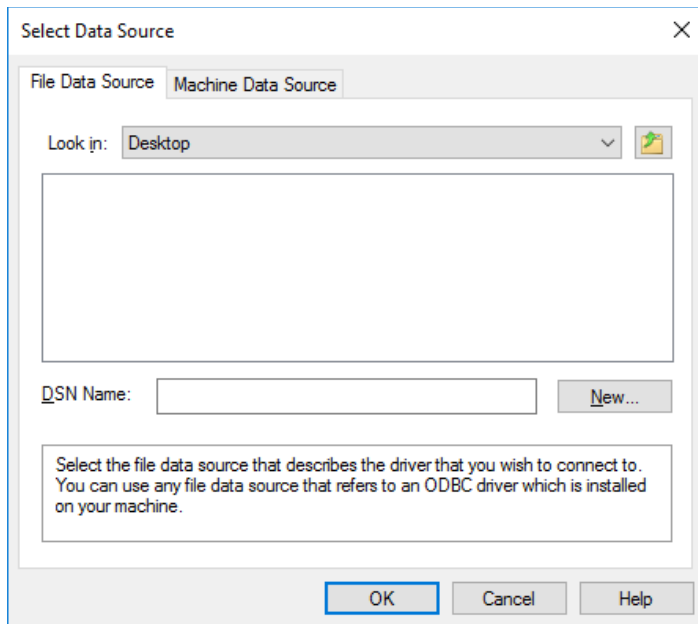 Select Data Source
File Data Source
Machine Data Source
Look in:
Desktop
DSN Name:
New...
Select the file data source that describes the driver that you wish to connect to.
You can use any file data source that refers to an ODBC driver which is installed
on your machine.
OK
Cancel
Help